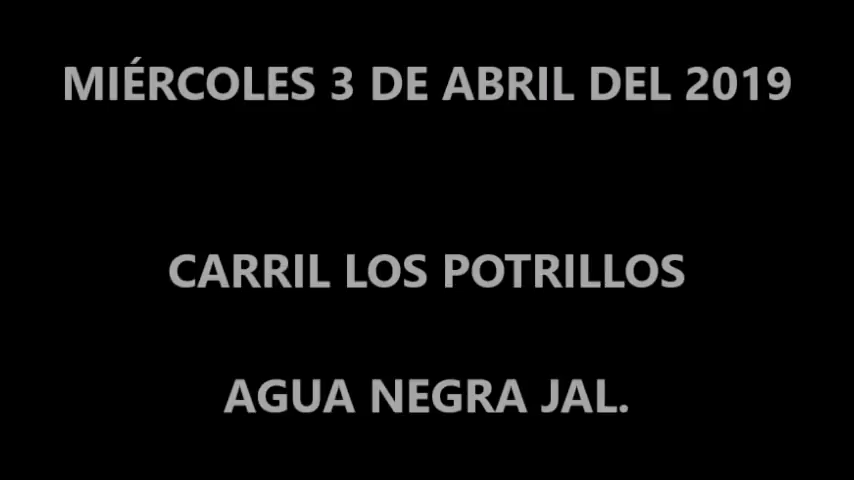 MIÉRCOLES 3 DE ABRIL DEL 2019
CARRIL LOS POTRILLOS
AGUA NEGRA JAL.